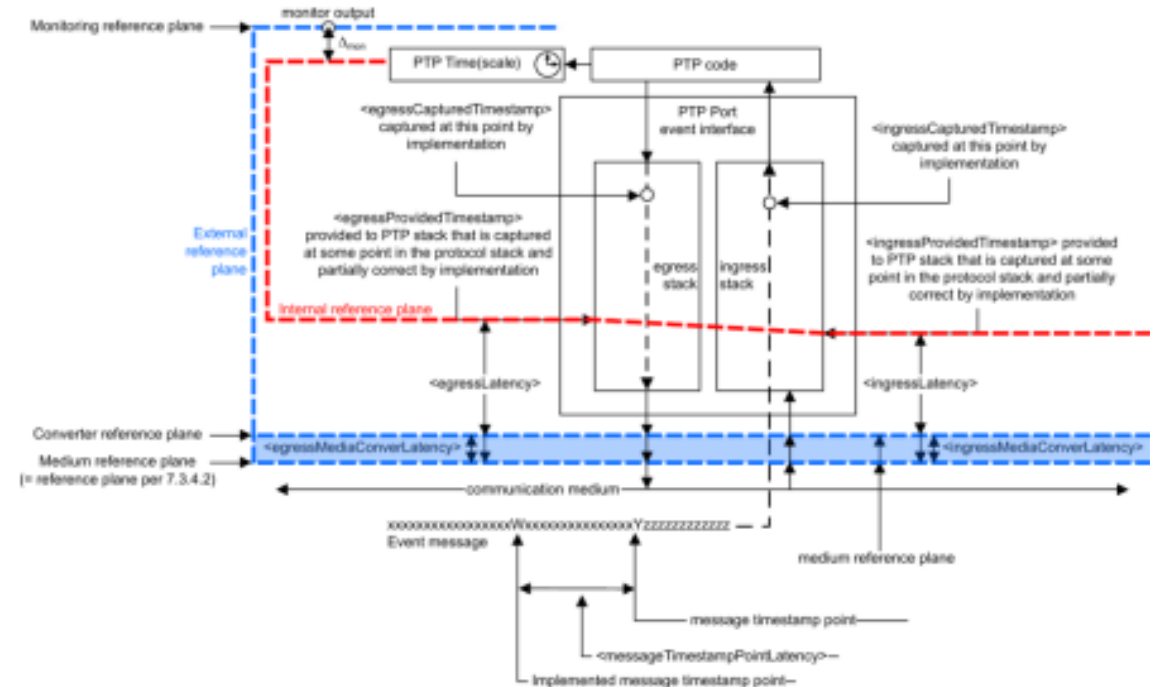 monitor output
Monitoring reference plane
Δmon
PTP Time(scale)
PTP code
<egressCapturedTimestamp>
captured at this point by
implementation
PTP Port
event interface
<ingressCapturedTimestamp>
captured at this point by
implementation
<egressProvidedTimestamp>
provided to PTP stack that is captured
at some point in the protocol stack and
partially correct by implementation
External
reference
plane
egress
stack
ingress
stack
<ingressProvidedTimestamp> provided
to PTP stack that is captured at some
point in the protocol stack and partially
correct by implementation
Internal reference plane
<egressLatency>
<ingressLatency>
Converter reference plane
<egressMediaConverLatency>
<ingressMediaConverLatency>
Medium reference plane
(= reference plane per 7.3.4.2)
communication medium
xxxxxxxxxxxxxxxxxWxxxxxxxxxxxxxxxYzzzzzzzzzzzzz
Event message
medium reference plane
message timestamp point
<messageTimestampPointLatency>
Implemented message timestamp point